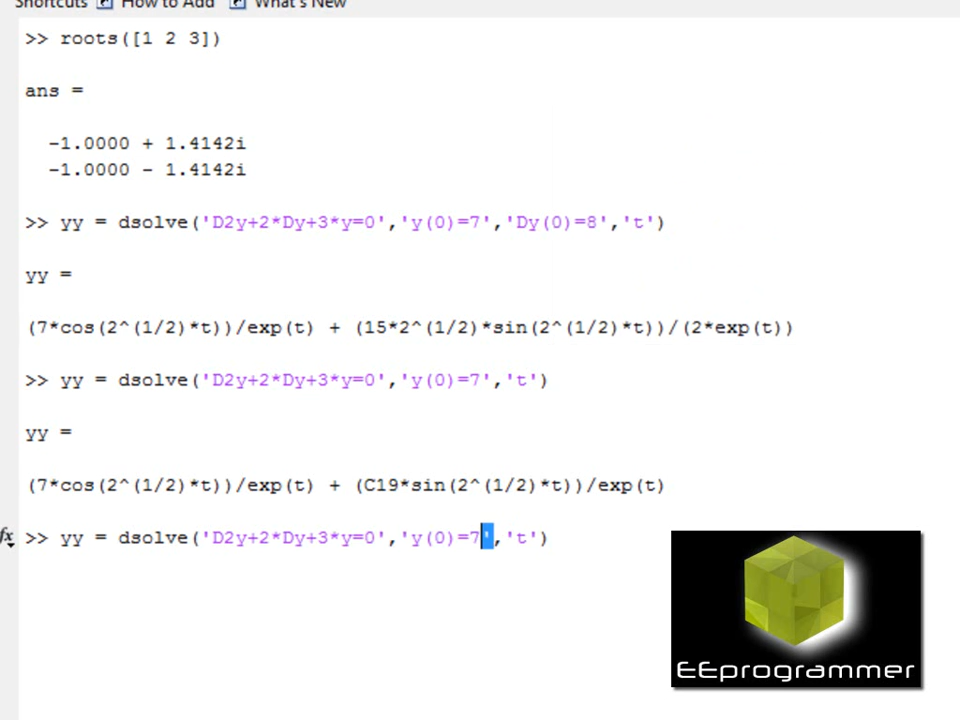 Shortcuts How to Add What's New
>> roots([1 2 3])
ans =
-1.0000 + 1.4142i
-1.0000 - 1.4142i
>> yy = dsolve('D2y+2*Dy+3*y=0','y(0)=7','Dy(0)=8','t')
yy =
(7*cos(2^(1/2)*t))/exp(t) + (15*2^(1/2)*sin(2^(1/2)*t))/(2*exp(t))
>> yy = dsolve('D2y+2*Dy+3*y=0','y(0)=7','t')
yy =
(7*cos(2^(1/2)*t))/exp(t) + (C19*sin(2^(1/2)*t))/exp(t)
fx >> yy = dsolve('D2y+2*Dy+3*y=0','y(0)=7','t')
EEprogrammer